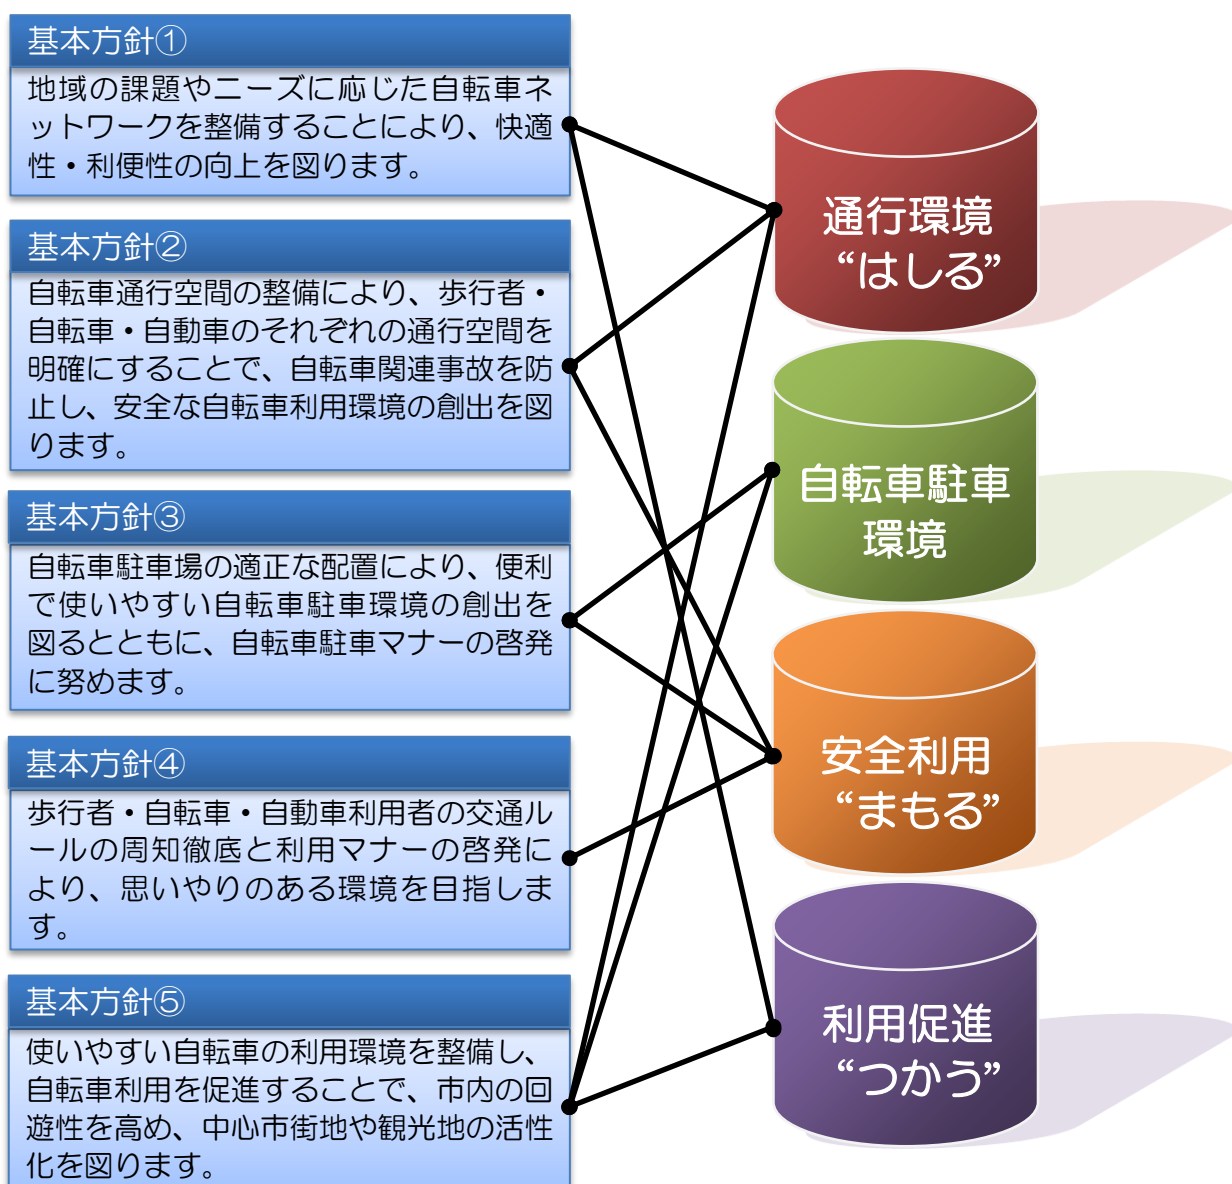 基本方針①
地域の課題やニーズに応じた自転車ネ
ットワークを整備することにより、快適
性・利便性の向上を図ります。
基本方針②
自転車通行空間の整備により、歩行者・
自転車・自動車のそれぞれの通行空間を
明確にすることで、自転車関連事故を防
止し、安全な自転車利用環境の創出を図
ります。
基本方針③
自転車駐車場の適正な配置により、便利
で使いやすい自転車駐車環境の創出を
図るとともに、自転車駐車マナーの啓発
に努めます。
基本方針④
歩行者・自転車・自動車利用者の交通ル
ールの周知徹底と利用マナーの啓発に
より、思いやりのある環境を目指しま
す。
基本方針⑤
使いやすい自転車の利用環境を整備し、
自転車利用を促進することで、市内の回
遊性を高め、中心市街地や観光地の活性
化を図ります。
通行環境
“はしる”
自転車駐車
環境
安全利用
“まもる”
利用促進
“つかう”